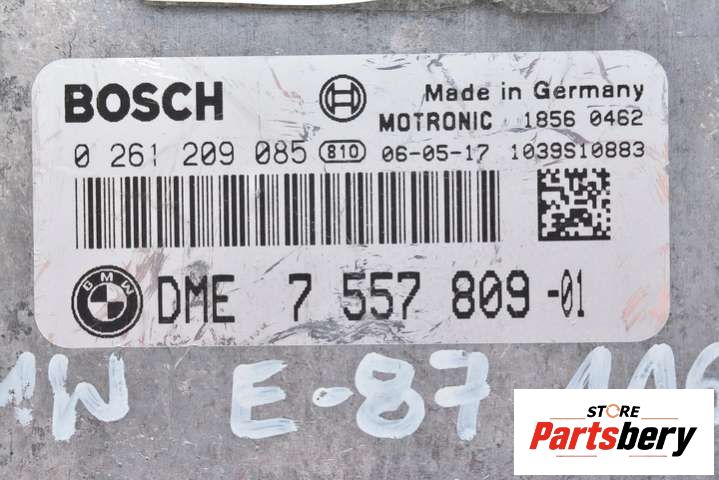 BOSCH
Made in Germany
MOTRONIC 1856 0462
0 261 209 085 810 06-05-17 1039S10883
BMW DME 7 557 809 -01
E-87
STORE
Partsbery